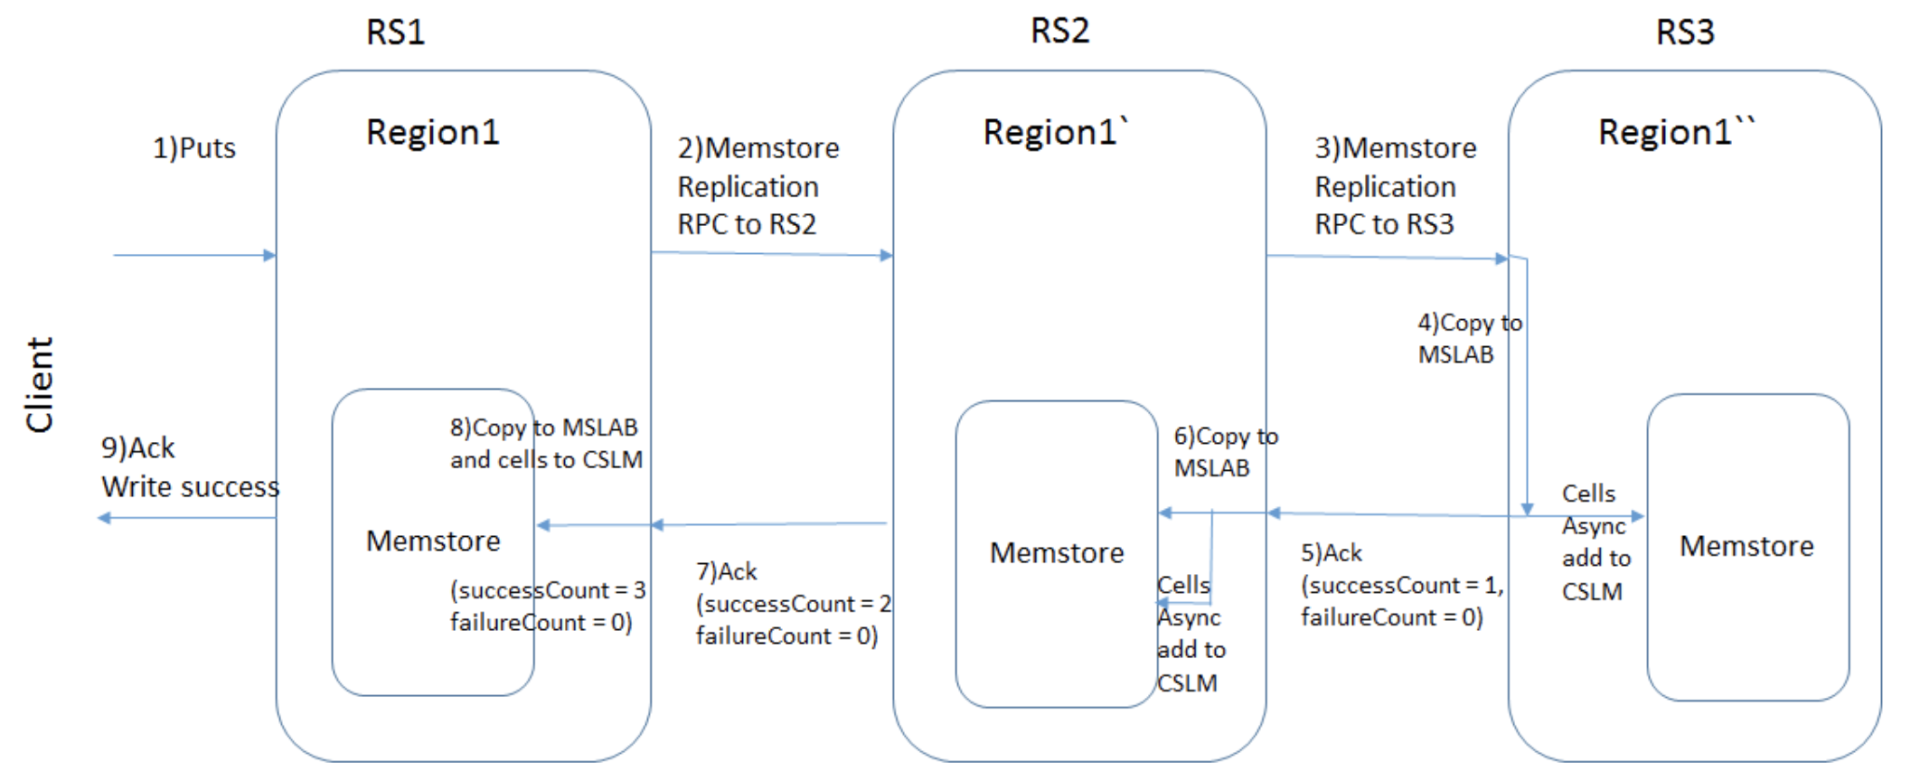 RS1
RS2
RS3
Region1
Region1`
Region1``
1)Puts
2)Memstore
Replication
RPC to RS2
3)Memstore
Replication
RPC to RS3
4)Copy to
MSLAB
Client
9)Ack
Write success
8)Copy to MSLAB
and cells to CSLM
Memstore
(successCount = 3
failureCount = 0)
7)Ack
(successCount = 2
failureCount = 0)
6)Copy to
MSLAB
Memstore
Cells
Async
add to
CSLM
5)Ack
(successCount = 1,
failureCount = 0)
Cells
Async
add to
CSLM
Memstore